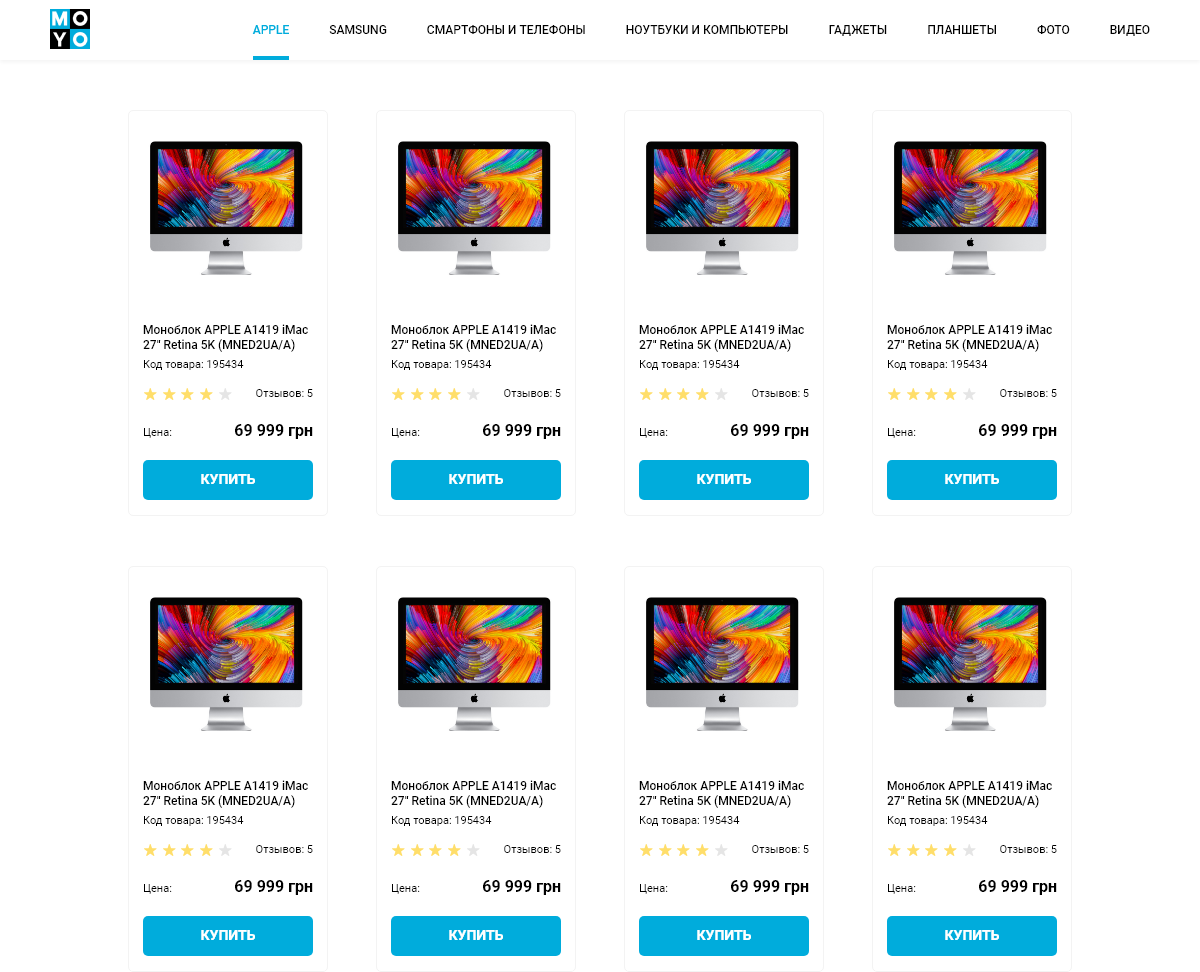 MO
YO
APPLE SAMSUNG СМАРТФОНЫ И ТЕЛЕФОНЫ НОУТБУКИ И КОМПЬЮТЕРЫ ГАДЖЕТЫ ПЛАНШЕТЫ ФОТО ВИДЕО
Моноблок APPLE A1419 iMac
27" Retina 5K (MNED2UA/A)
Код товара: 195434
Отзывов: 5
Цена: 69 999 грн
КУПИТЬ
Моноблок APPLE A1419 iMac
27" Retina 5K (MNED2UA/A)
Код товара: 195434
Отзывов: 5
Цена: 69 999 грн
КУПИТЬ
Моноблок APPLE A1419 iMac
27" Retina 5K (MNED2UA/A)
Код товара: 195434
Отзывов: 5
Цена: 69 999 грн
КУПИТЬ
Моноблок APPLE A1419 iMac
27" Retina 5K (MNED2UA/A)
Код товара: 195434
Отзывов: 5
Цена: 69 999 грн
КУПИТЬ
Моноблок APPLE A1419 iMac
27" Retina 5K (MNED2UA/A)
Код товара: 195434
Отзывов: 5
Цена: 69 999 грн
КУПИТЬ
Моноблок APPLE A1419 iMac
27" Retina 5K (MNED2UA/A)
Код товара: 195434
Отзывов: 5
Цена: 69 999 грн
КУПИТЬ
Моноблок APPLE A1419 iMac
27" Retina 5K (MNED2UA/A)
Код товара: 195434
Отзывов: 5
Цена: 69 999 грн
КУПИТЬ
Моноблок APPLE A1419 iMac
27" Retina 5K (MNED2UA/A)
Код товара: 195434
Отзывов: 5
Цена: 69 999 грн
КУПИТЬ